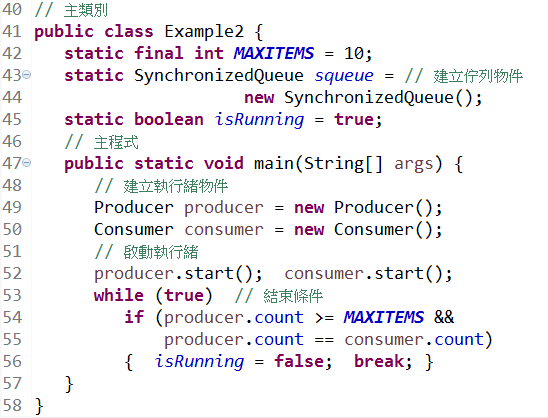 40 // 主類別
41 public class Example2 {
42    static final int MAXITEMS = 10;
43    static SynchronizedQueue squeue = // 建立佇列物件
44                     new SynchronizedQueue();
45    static boolean isRunning = true;
46    // 主程式
47    public static void main(String[] args) {
48       // 建立執行緒物件
49       Producer producer = new Producer();
50       Consumer consumer = new Consumer();
51       // 啟動執行緒
52       producer.start();  consumer.start();
53       while (true)  // 結束條件
54          if (producer.count >= MAXITEMS &&
55              producer.count == consumer.count)
56          {  isRunning = false;  break; }
57    }
58 }